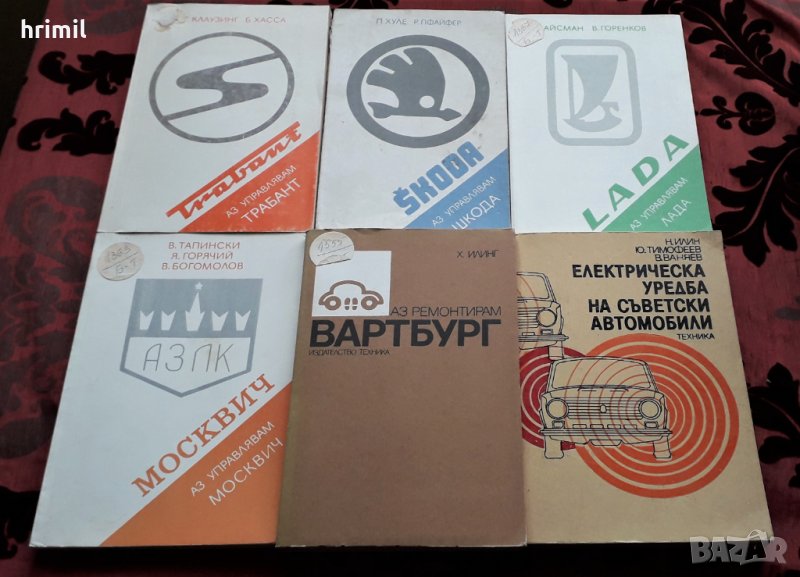 hrimil
КЛАУЗИНГ Б. ХАССА
Trabant
АЗ УПРАВЛЯВАМ
ТРАБАНТ
П. ХУЛЕ Р. ПФАЙФЕР
ŠKODA
АЗ УПРАВЛЯВАМ
ШКОДА
АЙСМАН В. ГОРЕНКОВ
LADA
АЗ УПРАВЛЯВАМ
ЛАДА
В. ТАПИНСКИ
Я. ГОРЯЧИЙ
В. БОГОМОЛОВ
АЗЛК
МОСКВИЧ
АЗ УПРАВЛЯВАМ
МОСКВИЧ
Х. ИЛИНГ
АЗ РЕМОНТИРАМ
ВАРТБУРГ
ИЗДАТЕЛСТВО ТЕХНИКА
Н. ИЛИН
Ю. ТИМОФЕЕВ
В. ВАНЯЕВ
ЕЛЕКТРИЧЕСКА
УРЕДБА
НА СЪВЕТСКИ
АВТОМОБИЛИ
ТЕХНИКА
BAZAR